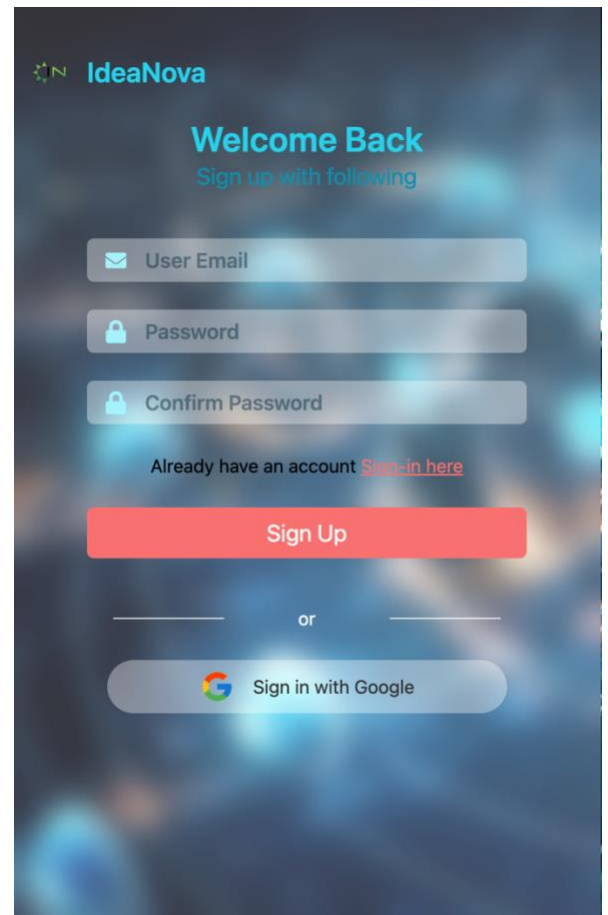 IN IdeaNova
Welcome Back
Sign up with following
User Email
Password
Confirm Password
Already have an account Sign-in here
Sign Up
or
Sign in with Google